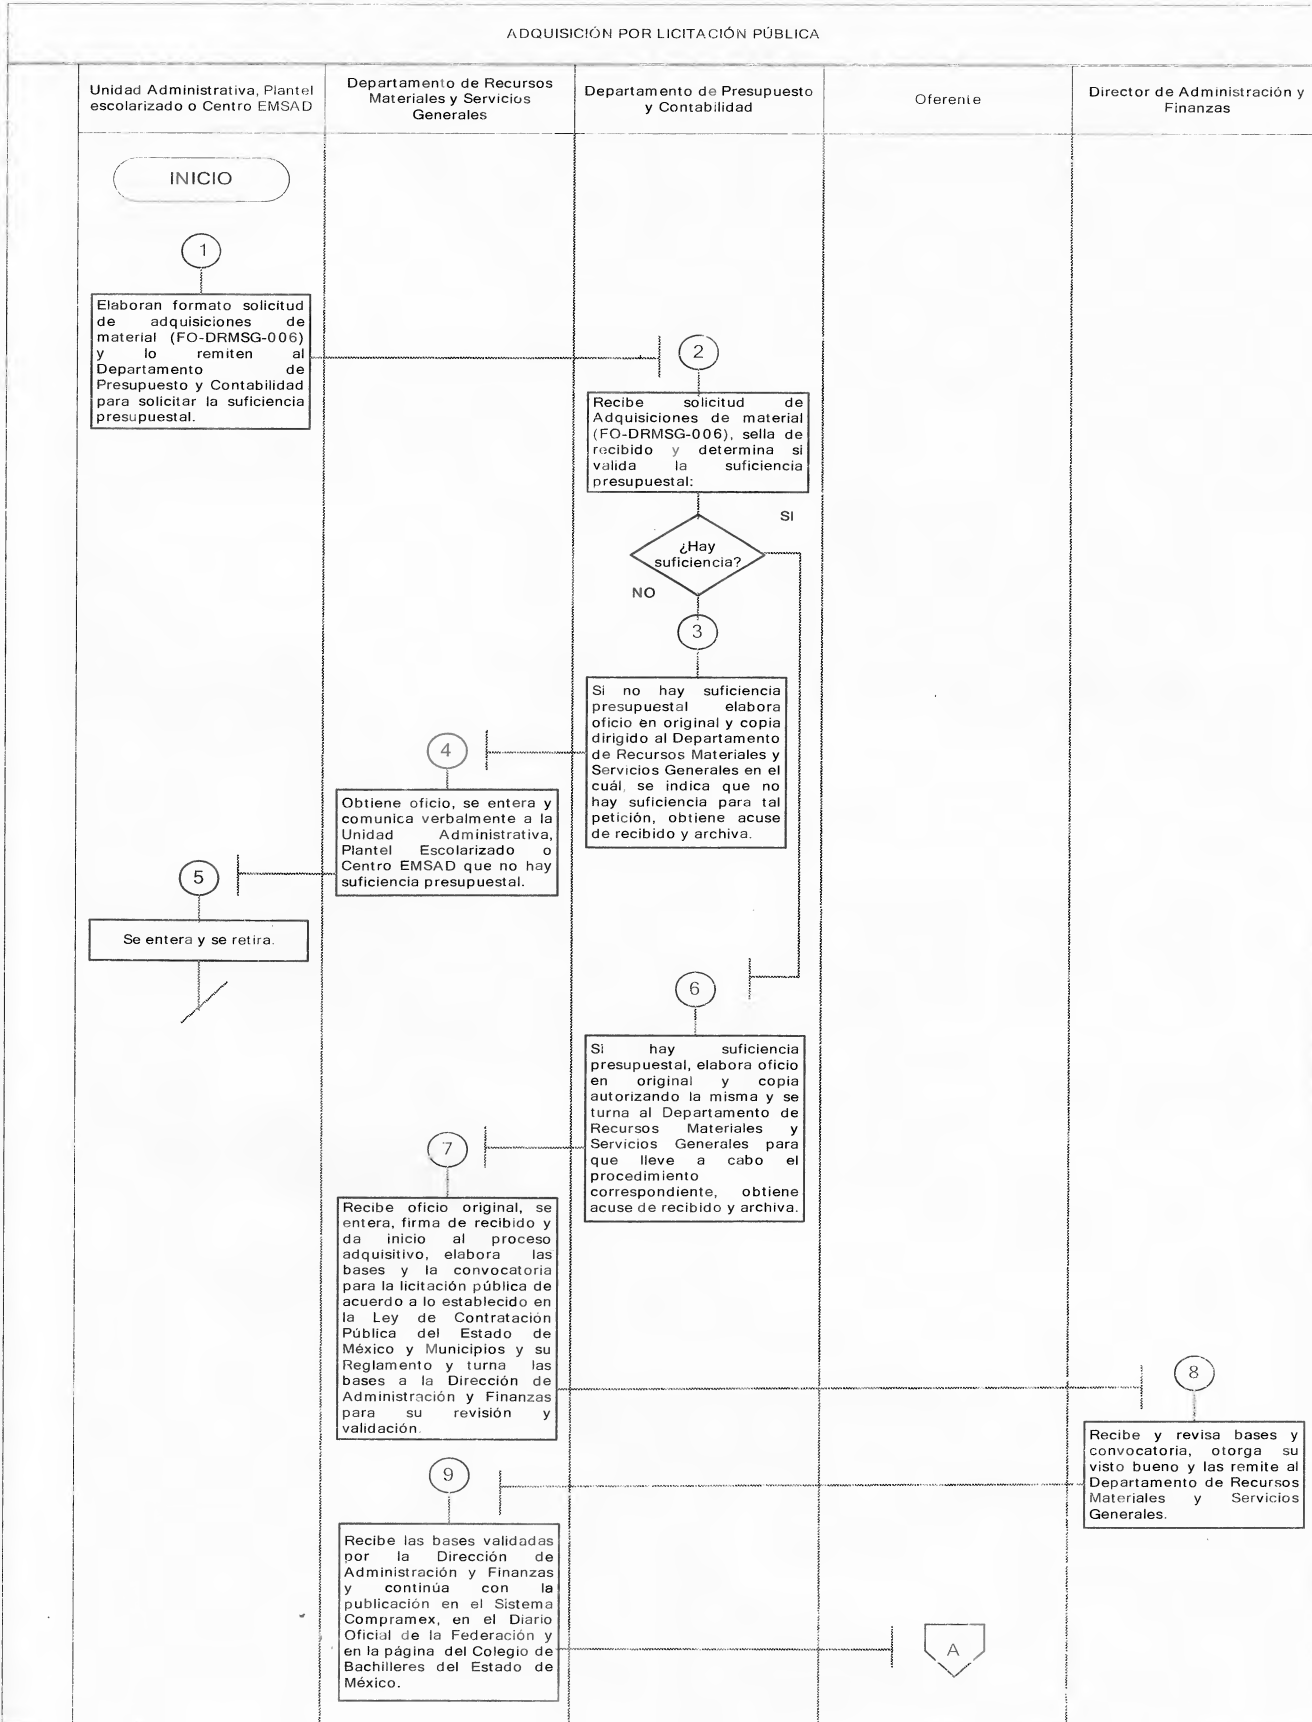 ADQUISICIÓN POR LICITACIÓN PÚBLICA
Unidad Administrativa, Plantel
escolarizado o Centro EMSAD
Departamento de Recursos
Materiales y Servicios
Generales
Departamento de Presupuesto
y Contabilidad
Oferente
Director de Administración y
Finanzas
INICIO
1
Elaboran formato solicitud
de adquisiciones de
material (FO-DRMSG-006)
y lo remiten al
Departamento de
Presupuesto y Contabilidad
para solicitar la suficiencia
presupuestal.
2
Recibe solicitud de
Adquisiciones de material
(FO-DRMSG-006), sella de
recibido y determina si
valida la suficiencia
presupuestal:
SI
¿Hay
suficiencia?
NO
3
Si no hay suficiencia
presupuestal elabora
oficio en original y copia
dirigido al Departamento
de Recursos Materiales y
Servicios Generales en el
cuál, se indica que no
hay suficiencia para tal
petición, obtiene acuse
de recibido y archiva.
4
Obtiene oficio, se entera y
comunica verbalmente a la
Unidad Administrativa,
Plantel Escolarizado o
Centro EMSAD que no hay
suficiencia presupuestal.
5
Se entera y se retira.
6
Si hay suficiencia
presupuestal, elabora oficio
en original y copia
autorizando la misma y se
turna al Departamento de
Recursos Materiales y
Servicios Generales para
que lleve a cabo el
procedimiento
correspondiente, obtiene
acuse de recibido y archiva.
7
Recibe oficio original, se
entera, firma de recibido y
da inicio al proceso
adquisitivo, elabora las
bases y la convocatoria
para la licitación pública de
acuerdo a lo establecido en
la Ley de Contratación
Pública del Estado de
México y Municipios y su
Reglamento y turna las
bases a la Dirección de
Administración y Finanzas
para su revisión y
validación.
8
Recibe y revisa bases y
convocatoria, otorga su
visto bueno y las remite al
Departamento de Recursos
Materiales y Servicios
Generales.
9
Recibe las bases validadas
por la Dirección de
Administración y Finanzas
y continúa con la
publicación en el Sistema
Compramex, en el Diario
Oficial de la Federación y
en la página del Colegio de
Bachilleres del Estado de
México.
A